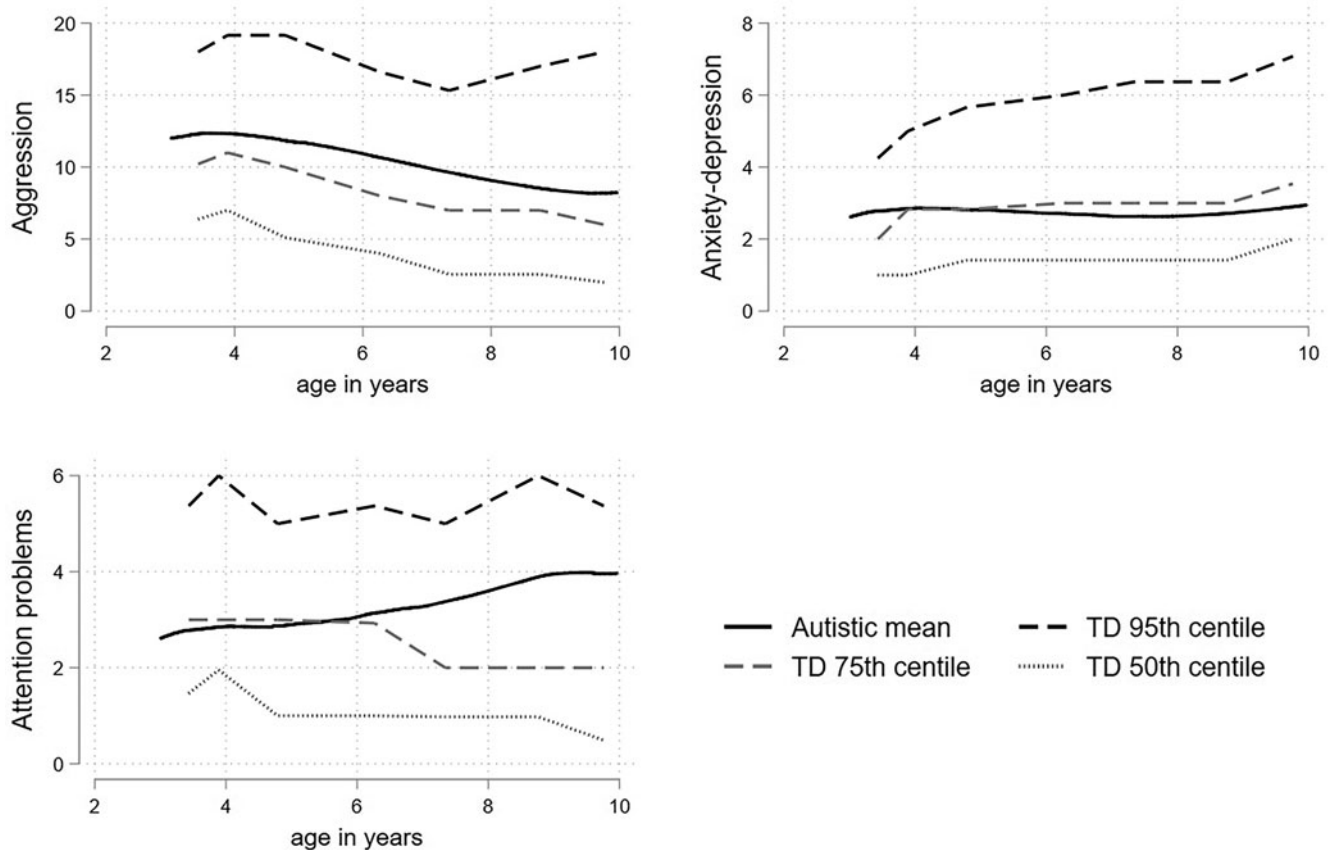 Aggression
20
15
10
5
0
2 4 6 8 10
age in years
Anxiety-depression
8
6
4
2
0
2 4 6 8 10
age in years
Attention problems
6
4
2
0
2 4 6 8 10
age in years
Autistic mean
TD 95th centile
TD 75th centile
TD 50th centile